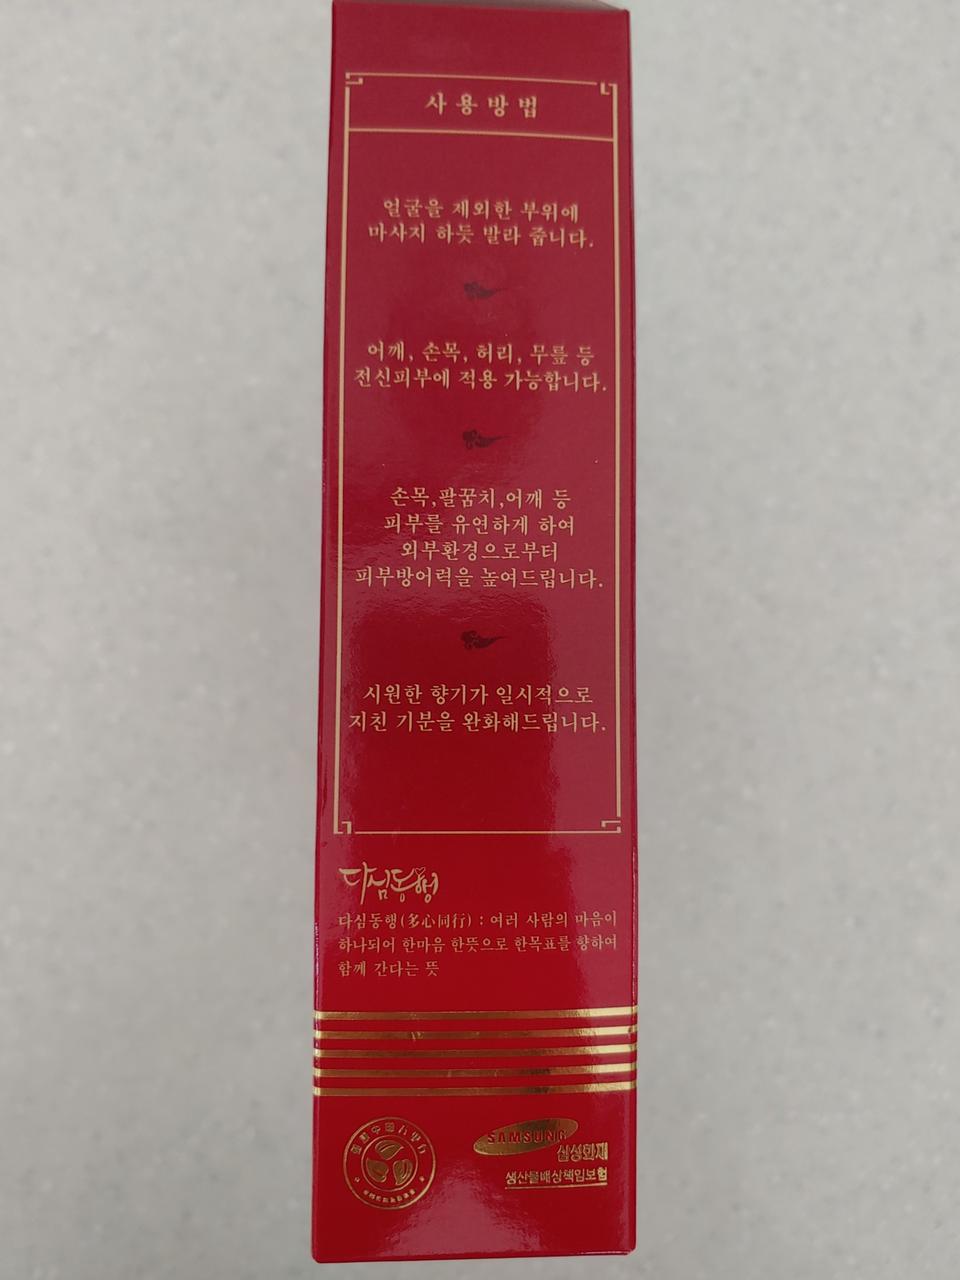 사용방법
얼굴을 제외한 부위에
마사지 하듯 발라 줍니다.
어깨, 손목, 허리, 무릎 등
전신피부에 적용 가능합니다.
손목,팔꿈치,어깨 등
피부를 유연하게 하여
외부환경으로부터
피부방어력을 높여드립니다.
시원한 향기가 일시적으로
지친 기분을 완화해드립니다.
다심동행
다심동행(多心同行) : 여러 사람의 마음이
하나되어 한마음 한뜻으로 한목표를 향하여
함께 간다는 뜻
SAMSUNG
삼성화재
생산물배상책임보험